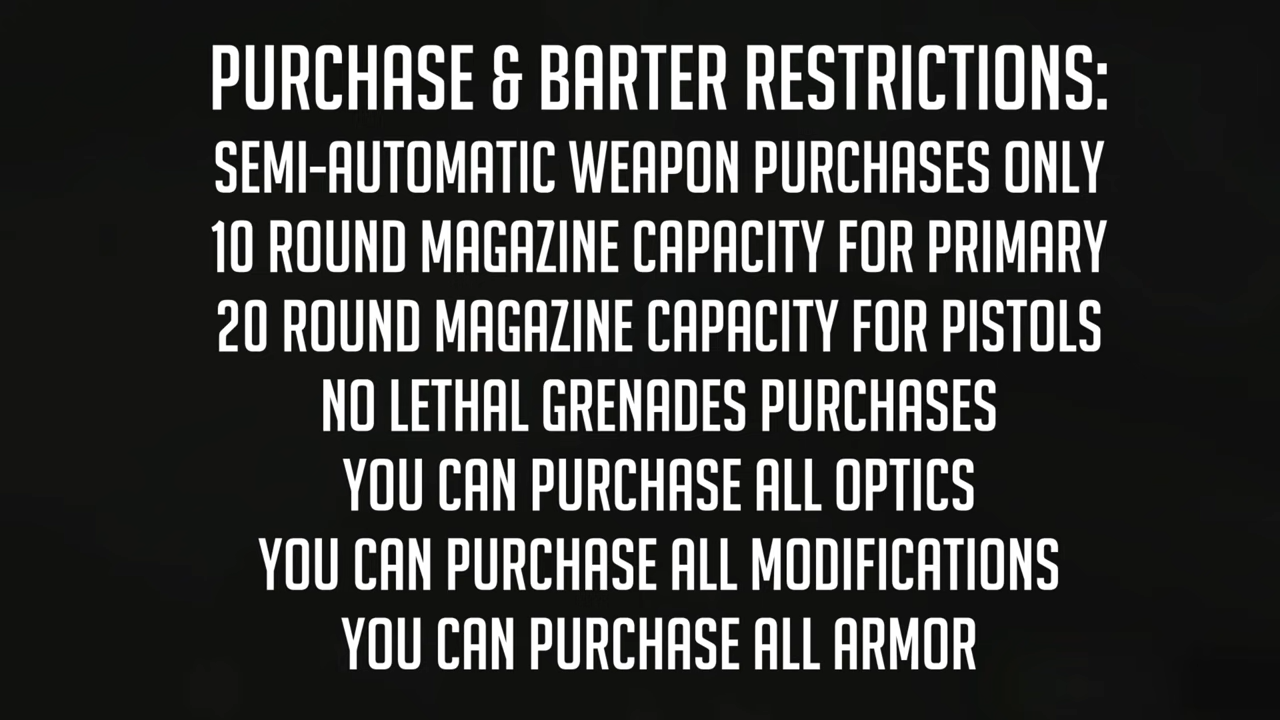 PURCHASE & BARTER RESTRICTIONS:
SEMI-AUTOMATIC WEAPON PURCHASES ONLY
10 ROUND MAGAZINE CAPACITY FOR PRIMARY
20 ROUND MAGAZINE CAPACITY FOR PISTOLS
NO LETHAL GRENADES PURCHASES
YOU CAN PURCHASE ALL OPTICS
YOU CAN PURCHASE ALL MODIFICATIONS
YOU CAN PURCHASE ALL ARMOR